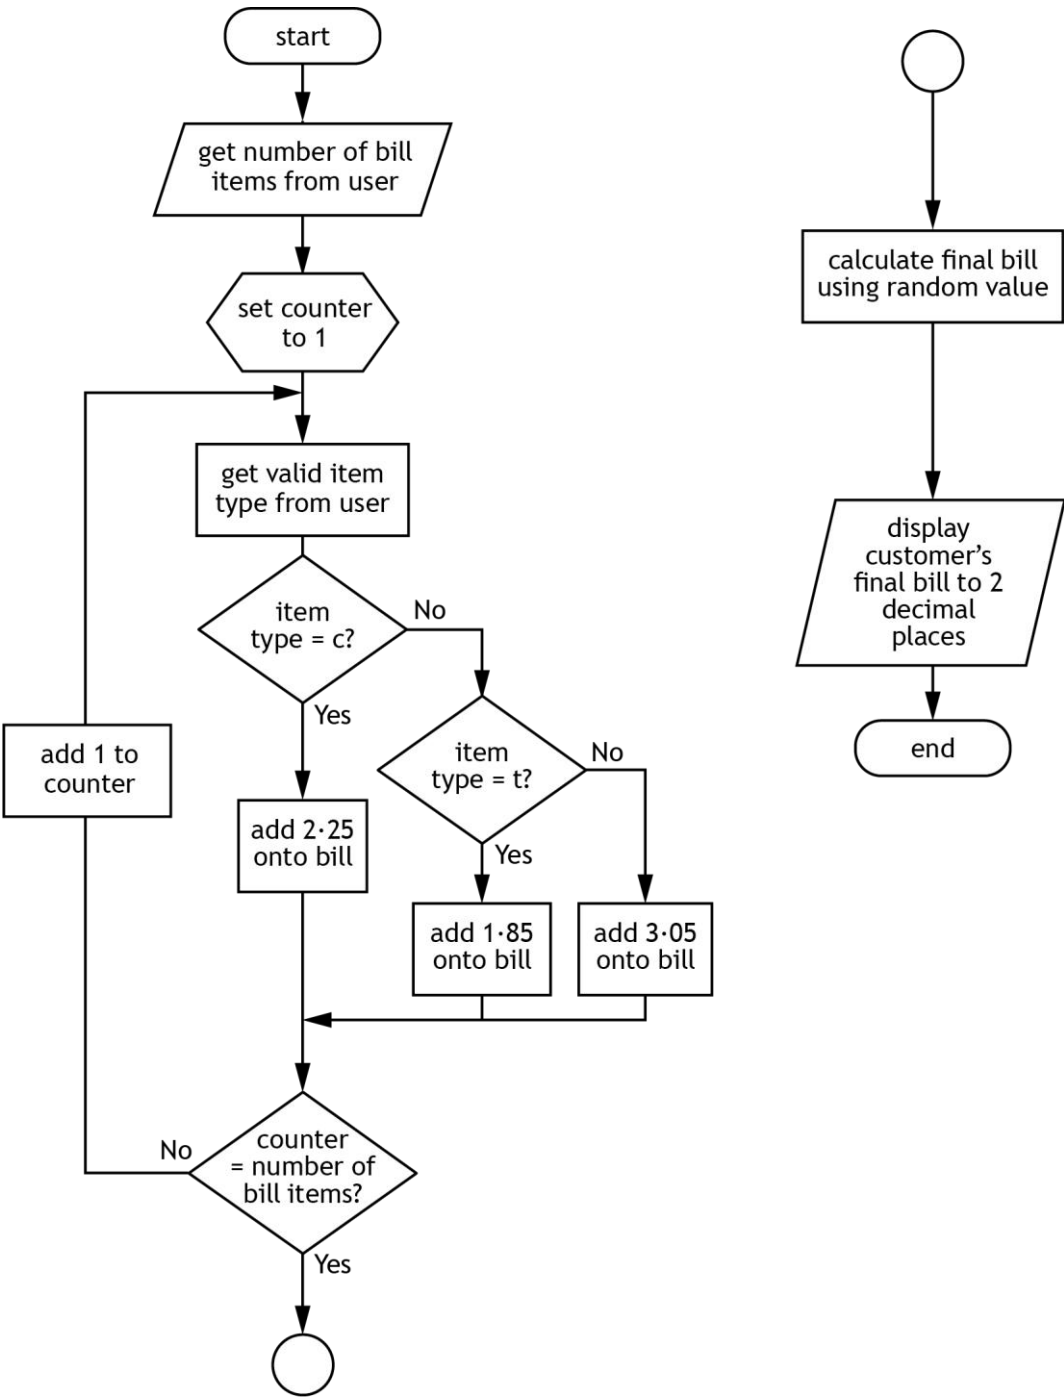 start
get number of bill
items from user
set counter
to 1
get valid item
type from user
item
type = c?
No
Yes
item
type = t?
No
Yes
add 1 to
counter
add 2·25
onto bill
add 1·85
onto bill
add 3·05
onto bill
counter
= number of
bill items?
No
Yes
calculate final bill
using random value
display
customer’s
final bill to 2
decimal
places
end